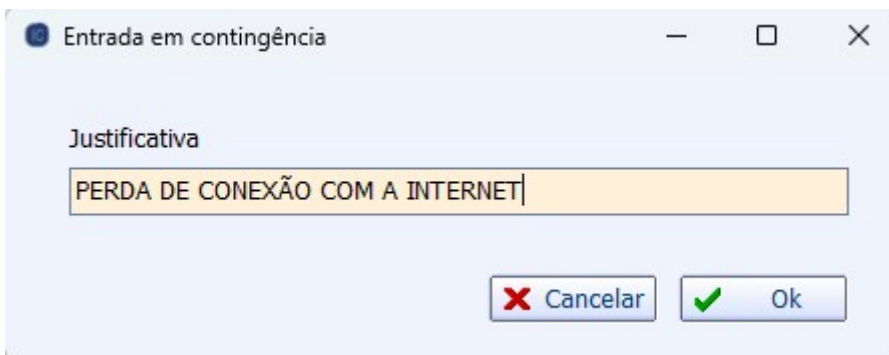 Entrada em contingência
Justificativa
PERDA DE CONEXÃO COM A INTERNET
Cancelar Ok